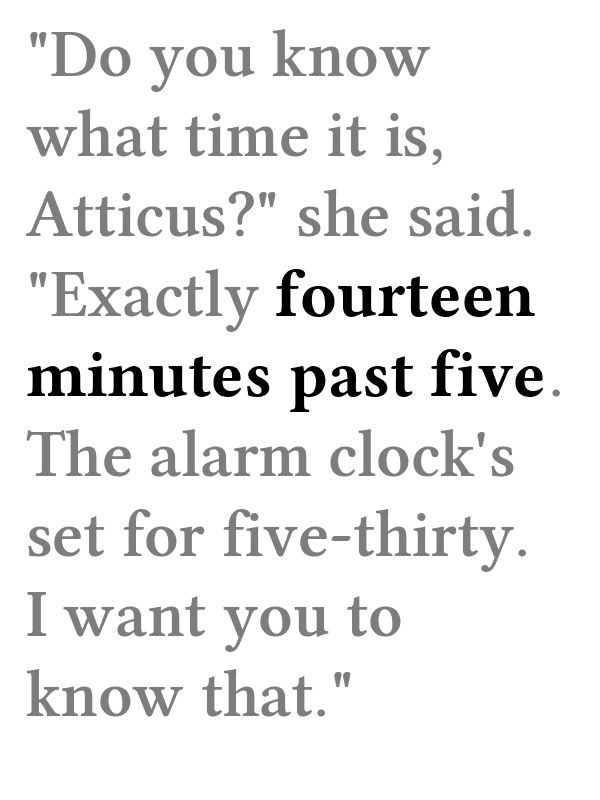 "Do you know
what time it is,
Atticus?" she said.
"Exactly fourteen
minutes past five.
The alarm clock's
set for five-thirty.
I want you to
know that."